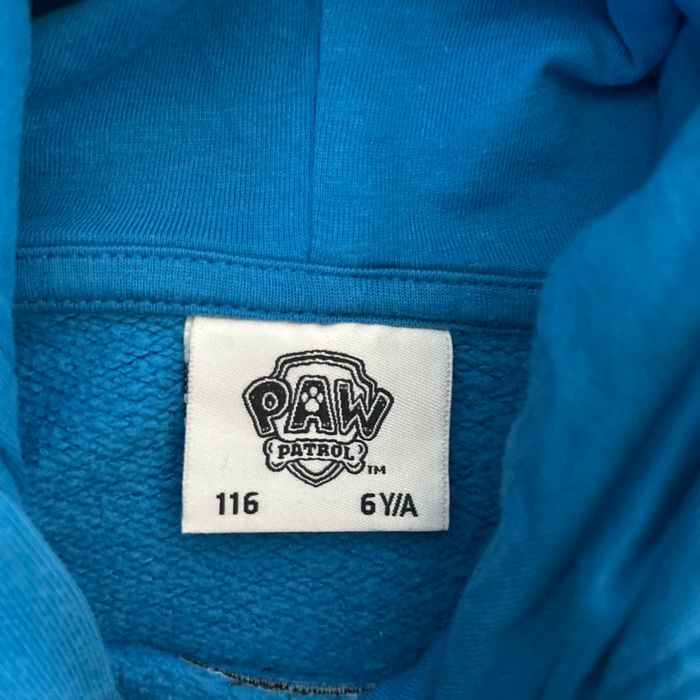 PAW
PATROL
TM
116 6 Y/A